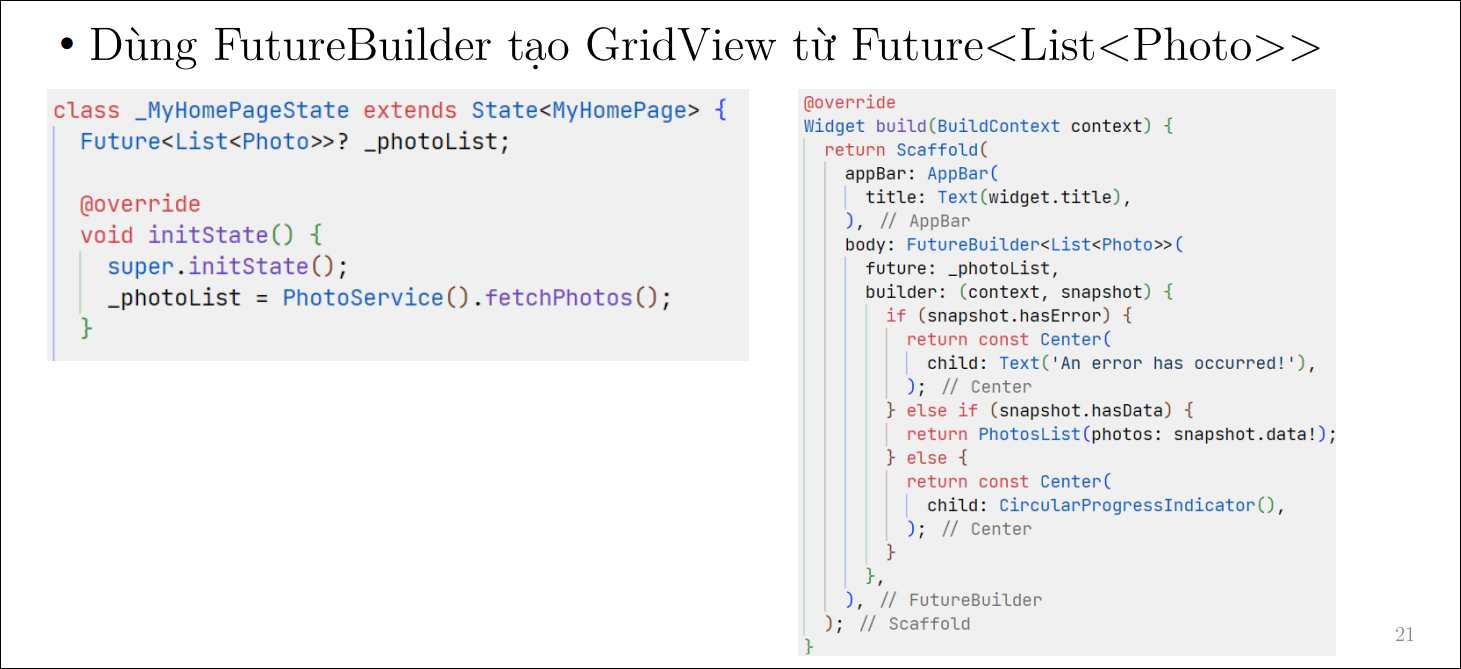 • Dùng FutureBuilder tạo GridView từ Future<List<Photo>>
class _MyHomePageState extends State<MyHomePage> {
  Future<List<Photo>>? _photoList;

  @override
  void initState() {
    super.initState();
    _photoList = PhotoService().fetchPhotos();
  }
@override
Widget build(BuildContext context) {
  return Scaffold(
    appBar: AppBar(
      title: Text(widget.title),
    ), // AppBar
    body: FutureBuilder<List<Photo>>(
      future: _photoList,
      builder: (context, snapshot) {
        if (snapshot.hasError) {
          return const Center(
            child: Text('An error has occurred!'),
          ); // Center
        } else if (snapshot.hasData) {
          return PhotosList(photos: snapshot.data!);
        } else {
          return const Center(
            child: CircularProgressIndicator(),
          ); // Center
        }
      },
    ), // FutureBuilder
  ); // Scaffold
}
21